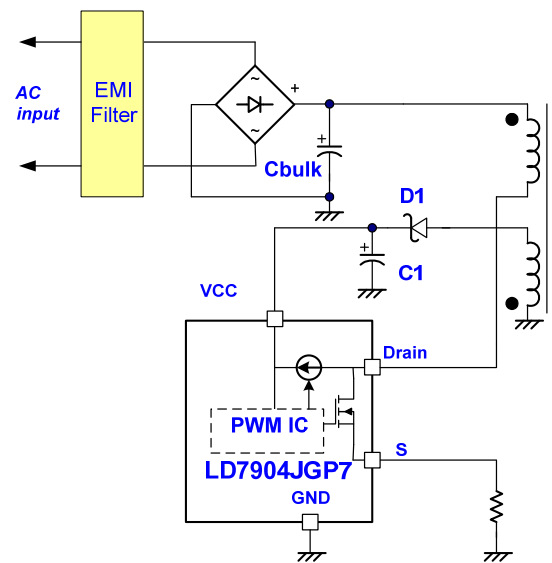 AC
input
EMI
Filter
~
+
~
+
Cbulk
D1
+
C1
VCC
Drain
PWM IC
S
LD7904JGP7
GND